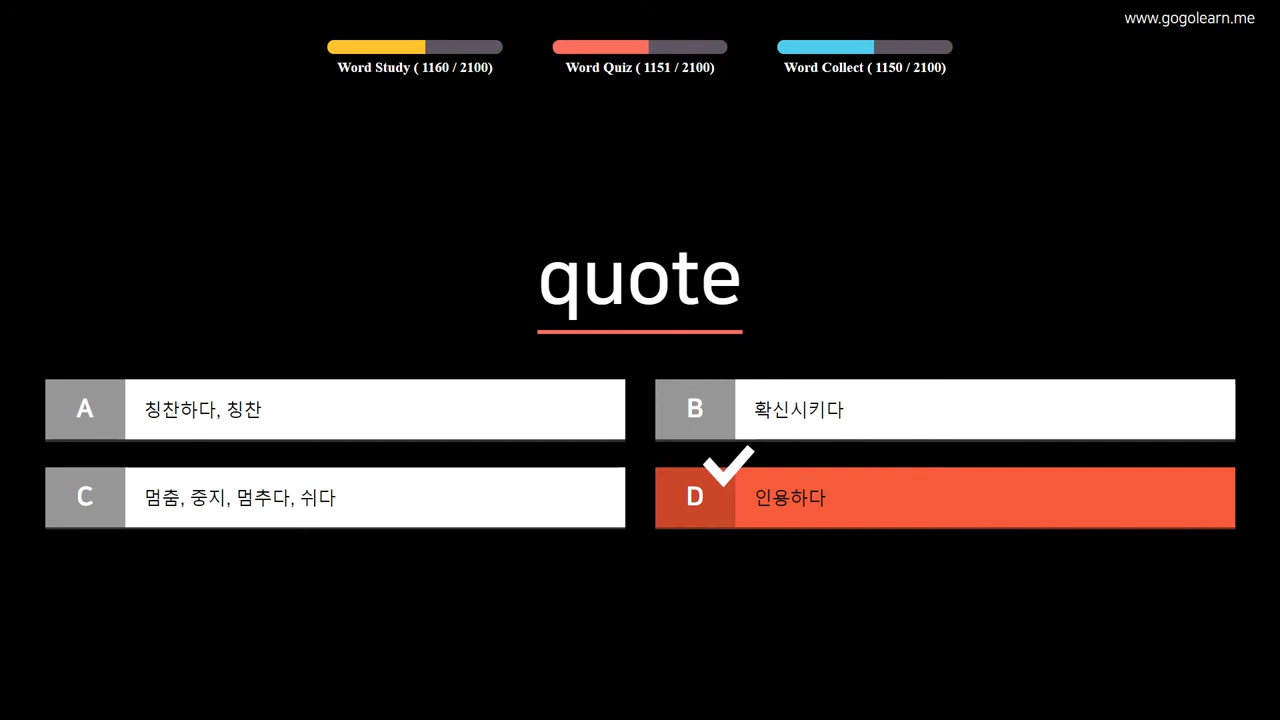 www.gogolearn.me
Word Study ( 1160 / 2100)
Word Quiz ( 1151 / 2100)
Word Collect ( 1150 / 2100)
quote
A 칭찬하다, 칭찬
B 확신시키다
C 멈춤, 중지, 멈추다, 쉬다
D 인용하다